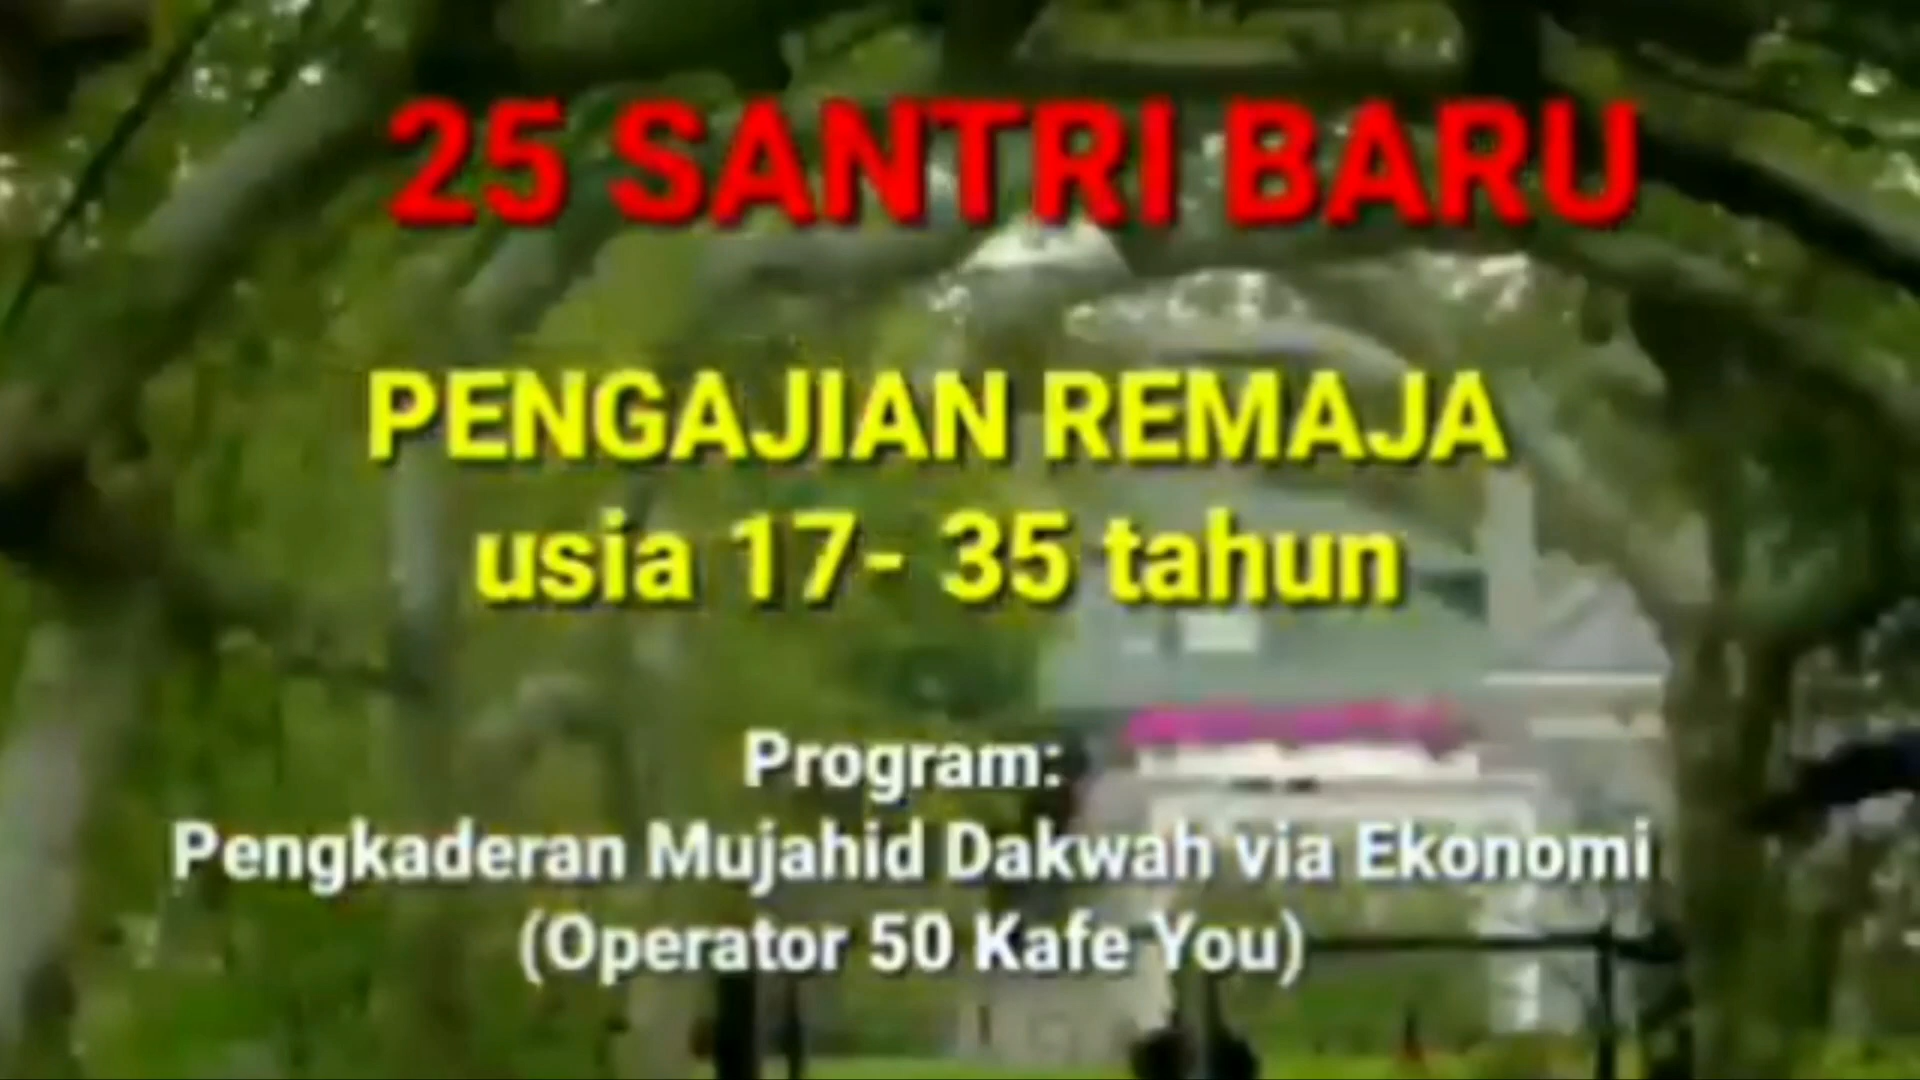 25 SANTRI BARU
PENGAJIAN REMAJA
usia 17- 35 tahun
Program:
Pengkaderan Mujahid Dakwah via Ekonomi
(Operator 50 Kafe You)